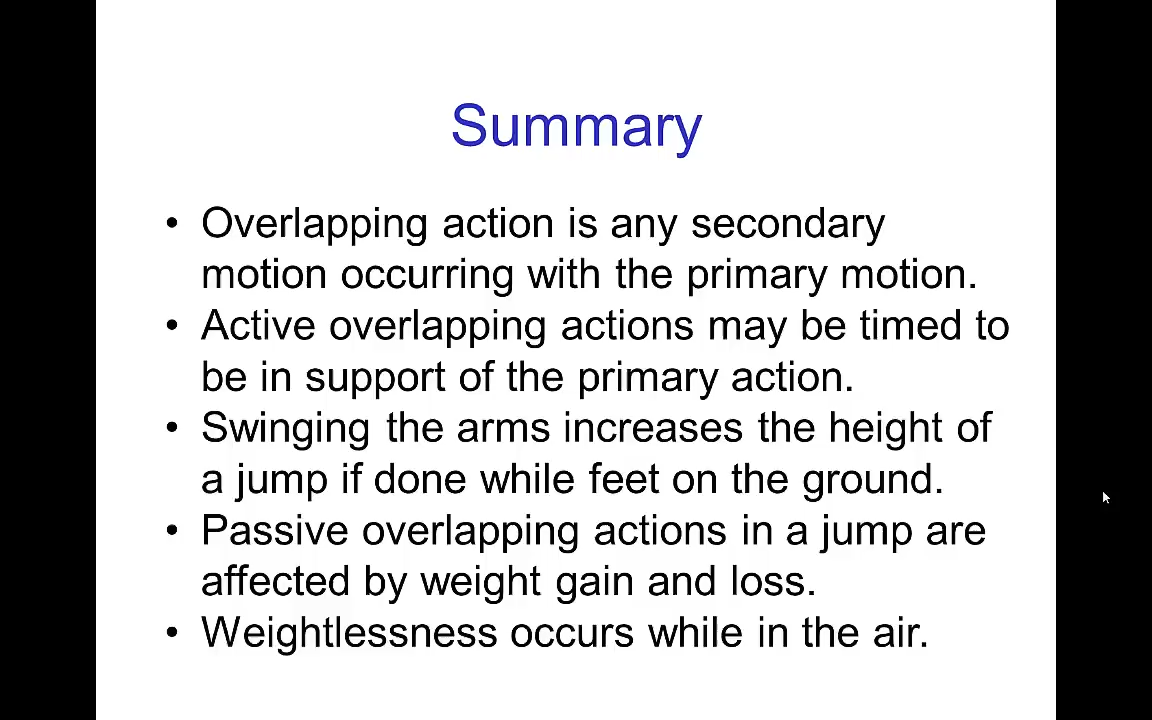 Summary
• Overlapping action is any secondary
motion occurring with the primary motion.
• Active overlapping actions may be timed to
be in support of the primary action.
• Swinging the arms increases the height of
a jump if done while feet on the ground.
• Passive overlapping actions in a jump are
affected by weight gain and loss.
• Weightlessness occurs while in the air.